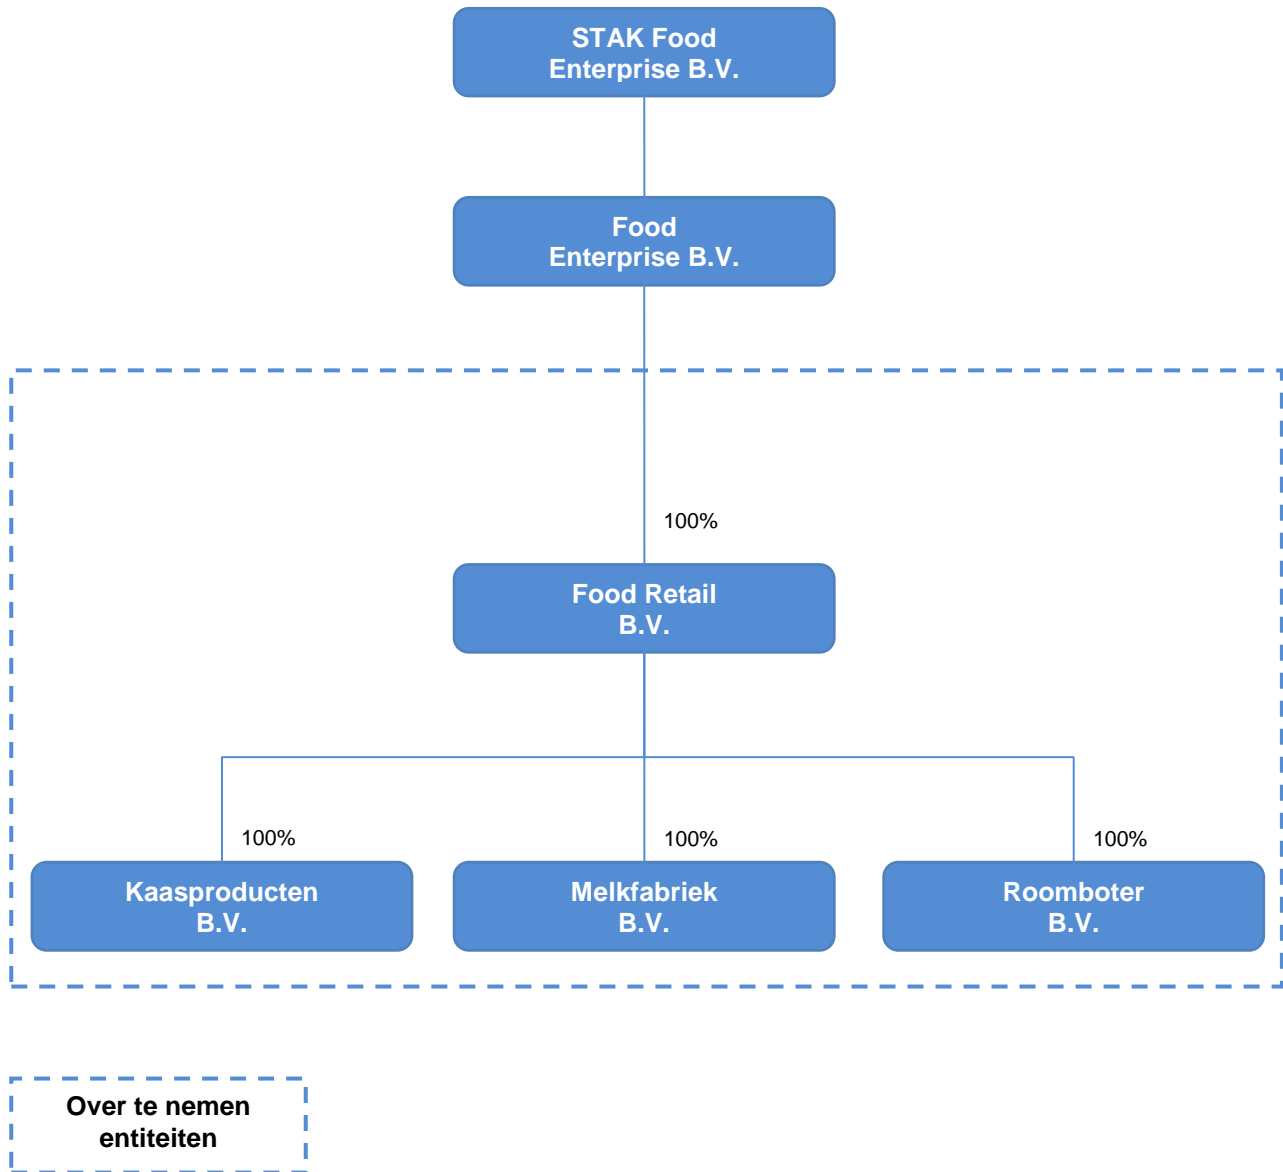 STAK Food
Enterprise B.V.
Food
Enterprise B.V.
100%
Food Retail
B.V.
100%
100%
100%
Kaasproducten
B.V.
Melkfabriek
B.V.
Roomboter
B.V.
Over te nemen
entiteiten